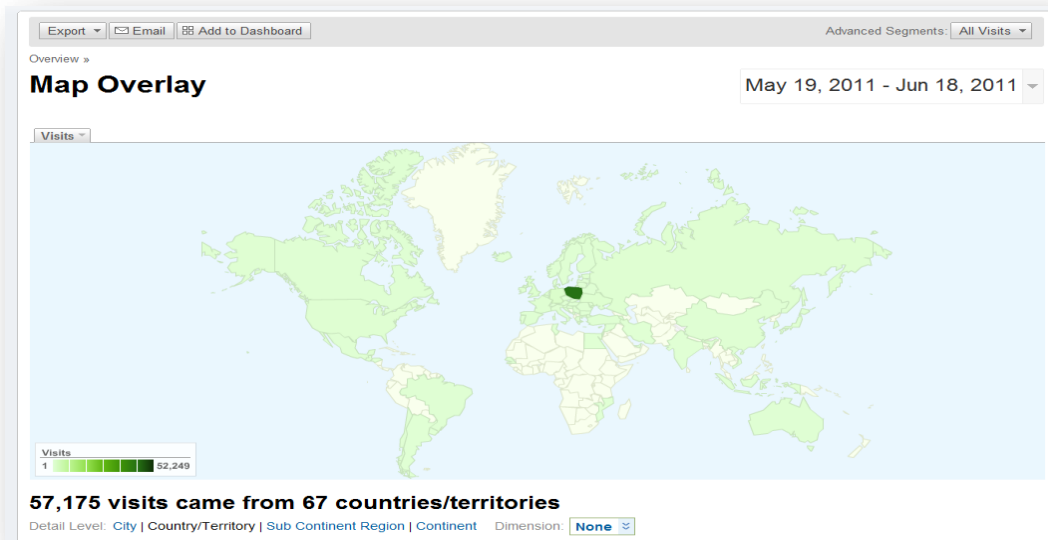 Export Email Add to Dashboard Advanced Segments: All Visits
Overview »
Map Overlay
May 19, 2011 - Jun 18, 2011
Visits
Visits
1 52,249
57,175 visits came from 67 countries/territories
Detail Level: City | Country/Territory | Sub Continent Region | Continent Dimension: None